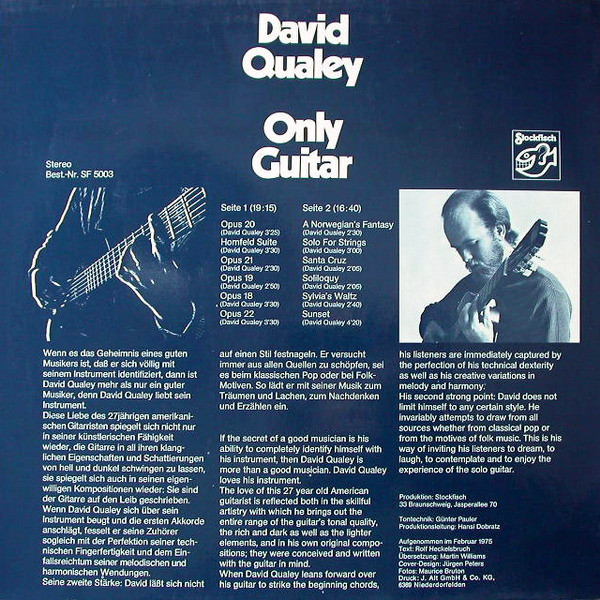 David
Qualey
Only
Guitar
Stockfisch
Stereo
Best.-Nr. SF 5003
Seite 1 (19:15)
Opus 20
(David Qualey 3'25)
Hornfeld Suite
(David Qualey 3'30)
Opus 21
(David Qualey 2'30)
Opus 19
(David Qualey 2'50)
Opus 18
(David Qualey 3'30)
Opus 22
(David Qualey 3'30)
Seite 2 (16:40)
A Norwegian's Fantasy
(David Qualey 2'30)
Solo For Strings
(David Qualey 3'00)
Santa Cruz
(David Qualey 2'05)
Soliloquy
(David Qualey 2'05)
Sylvia's Waltz
(David Qualey 2'40)
Sunset
(David Qualey 4'20)
Wenn es das Geheimnis eines guten
Musikers ist, daß er sich völlig mit
seinem Instrument identifiziert, dann ist
David Qualey mehr als nur ein guter
Musiker, denn David Qualey liebt sein
Instrument.
Diese Liebe des 27jährigen amerikani-
schen Gitarristen spiegelt sich nicht nur
in seiner künstlerischen Fähigkeit
wieder, die Gitarre in all ihren klang-
lichen Eigenschaften und Schattierungen
von hell und dunkel schwingen zu lassen,
sie spiegelt sich auch in seinen eigen-
willigen Kompositionen wieder: Sie sind
der Gitarre auf den Leib geschrieben.
Wenn David Qualey sich über sein
Instrument beugt und die ersten Akkorde
anschlägt, fesselt er seine Zuhörer
sogleich mit der Perfektion seiner tech-
nischen Fingerfertigkeit und dem Ein-
fallsreichtum seiner melodischen und
harmonischen Wendungen.
Seine zweite Stärke: David läßt sich nicht
auf einen Stil festnageln. Er versucht
immer aus allen Quellen zu schöpfen, sei
es beim klassischen Pop oder bei Folk-
Motiven. So lädt er mit seiner Musik zum
Träumen und Lachen, zum Nachdenken
und Erzählen ein.
If the secret of a good musician is his
ability to completely identify himself with
his instrument, then David Qualey is
more than a good musician. David Qualey
loves his instrument.
The love of this 27 year old American
guitarist is reflected both in the skillful
artistry with which he brings out the
entire range of the guitar's tonal quality,
the rich and dark as well as the lighter
elements, and in his own original compo-
sitions; they were conceived and written
with the guitar in mind.
When David Qualey leans forward over
his guitar to strike the beginning chords,
his listeners are immediately captured by
the perfection of his technical dexterity
as well as his creative variations in
melody and harmony.
His second strong point: David does not
limit himself to any certain style. He
invariably attempts to draw from all
sources whether from classical pop or
from the motives of folk music. This is his
way of inviting his listeners to dream, to
laugh, to contemplate and to enjoy the
experience of the solo guitar.
Produktion: Stockfisch
33 Braunschweig, Jasperallee 70
Tontechnik: Günter Pauler
Produktionsleitung: Hansi Dobratz
Aufgenommen im Februar 1975
Text: Rolf Heckelsbruch
Übersetzung: Martin Williams
Cover-Design: Jürgen Peters
Fotos: Maurice Bruton
Druck: J. Alt GmbH & Co. KG,
6369 Niederdorfelden